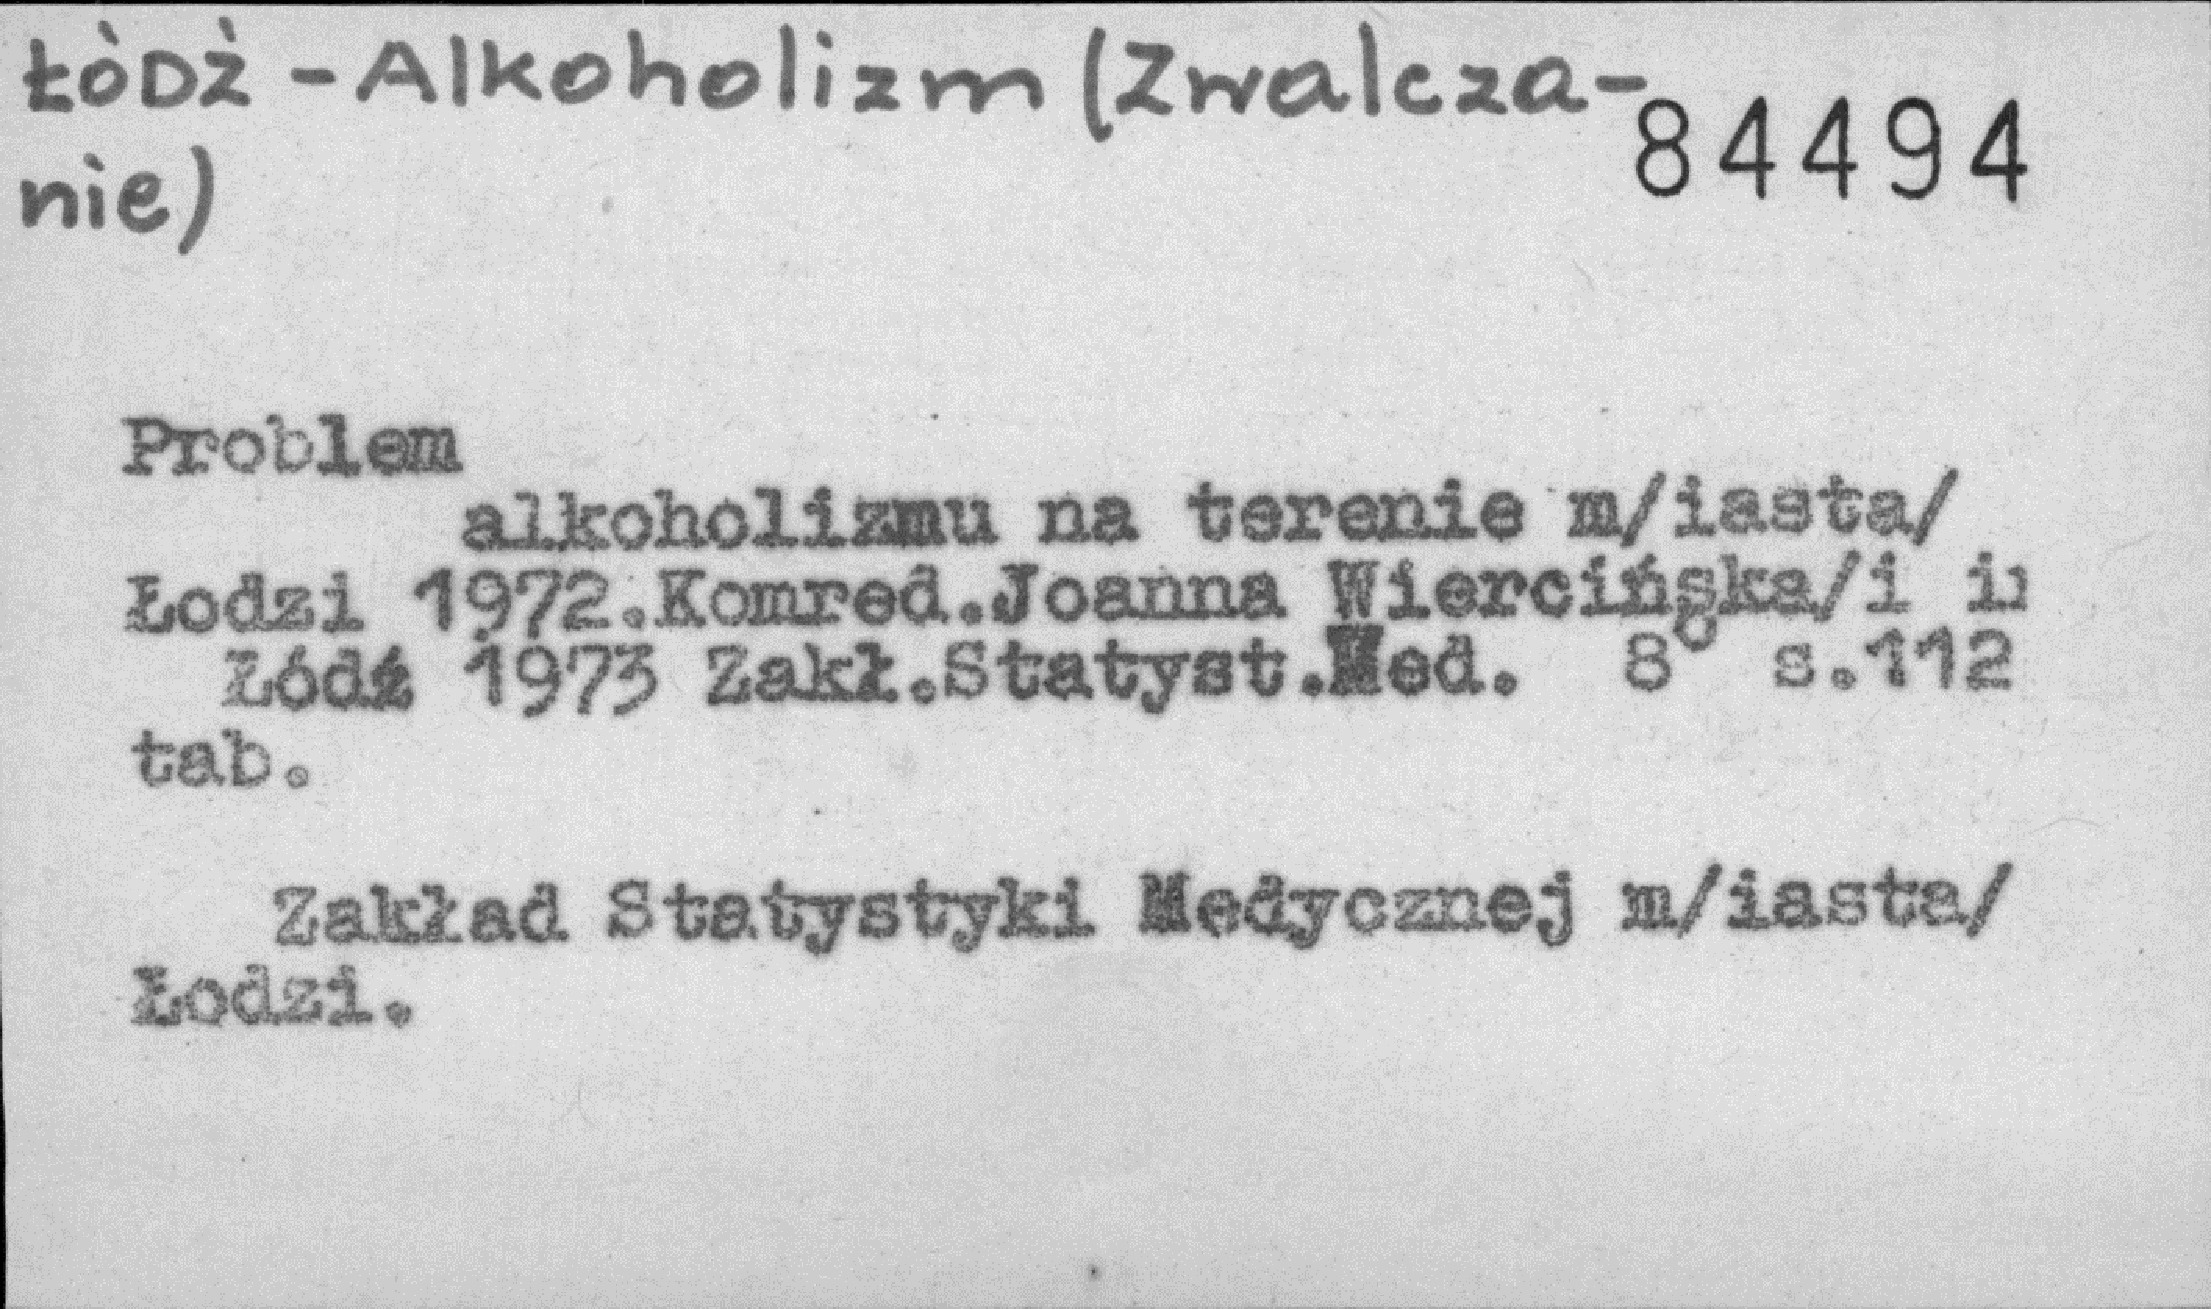 Łódź - Alkoholizm (Zwalcza-
84494
nie)
Problem
alkoholizmu na terenie m/iasta/
Łodzi 1972.Komred.Joanna Wiercińska/i
Łódź 1973 Zakł.Statyst.Med. 8° s.112
tab.
Zakład Statystyki Medycznej m/iasta/
Łodzi.